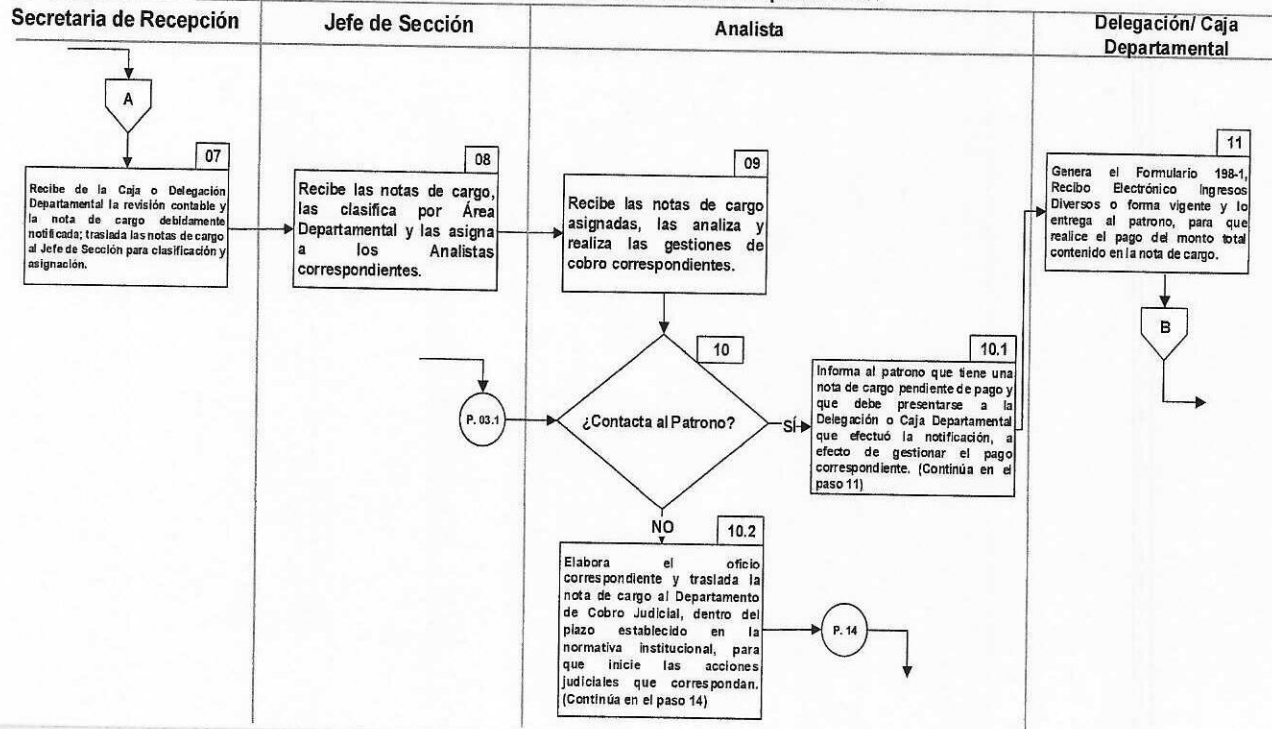 Secretaria de Recepción
Jefe de Sección
Analista
Delegación/ Caja
Departamental
A
07
Recibe de la Caja o Delegación
Departamental la revisión contable y
la nota de cargo debidamente
notificada; traslada las notas de cargo
al Jefe de Sección para clasificación y
asignación.
08
Recibe las notas de cargo,
las clasifica por Área
Departamental y las asigna
a los Analistas
correspondientes.
09
Recibe las notas de cargo
asignadas, las analiza y
realiza las gestiones de
cobro correspondientes.
11
Genera el Formulario 198-1,
Recibo Electrónico Ingresos
Diversos o forma vigente y lo
entrega al patrono, para que
realice el pago del monto total
contenido en la nota de cargo.
B
P. 03.1
10
¿Contacta al Patrono?
SÍ
10.1
Informa al patrono que tiene una
nota de cargo pendiente de pago y
que debe presentarse a la
Delegación o Caja Departamental
que efectuó la notificación, a
efecto de gestionar el pago
correspondiente. (Continúa en el
paso 11)
NO
10.2
Elabora el oficio
correspondiente y traslada la
nota de cargo al Departamento
de Cobro Judicial, dentro del
plazo establecido en la
normativa institucional, para
que inicie las acciones
judiciales que correspondan.
(Continúa en el paso 14)
P. 14